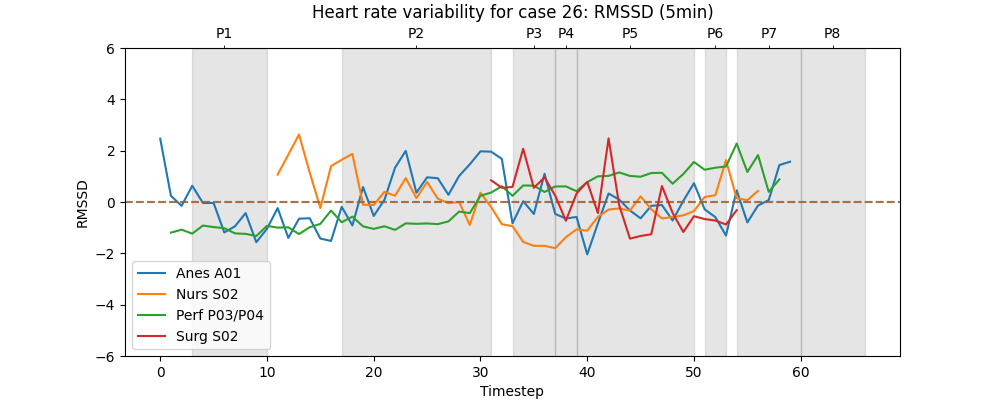 Heart rate variability for case 26: RMSSD (5min)
P1 P2 P3 P4 P5 P6 P7 P8
6
4
2
0
−2
−4
−6
RMSSD
Anes A01
Nurs S02
Perf P03/P04
Surg S02
0 10 20 30 40 50 60
Timestep